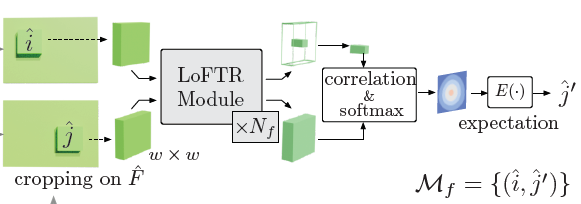 î
LoFTR
Module
×N_f
correlation
&
softmax
E(·)
ĵ′
expectation
ĵ
w × w
cropping on F̂
𝓜_f = {(î, ĵ′)}